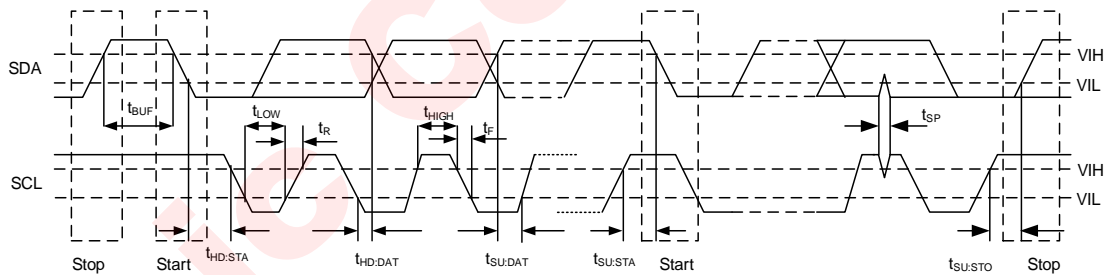 SDA
VIH
VIL
tBUF
tLOW
tR
tHIGH
tF
tSP
SCL
VIH
VIL
tHD:STA
tHD:DAT
tSU:DAT
tSU:STA
tSU:STO
Stop
Start
Start
Stop